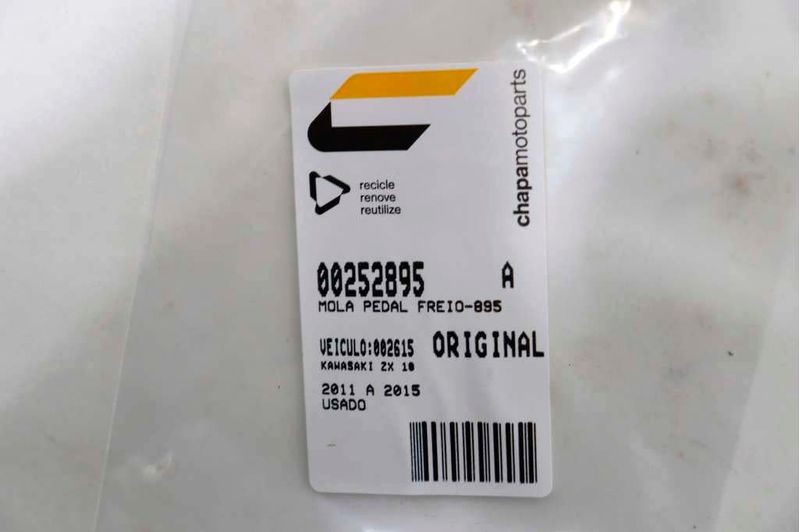 chapamotoparts
recicle
renove
reutilize
00252895 A
MOLA PEDAL FREIO-895
VEICULO:002615 ORIGINAL
KAWASAKI ZX 10
2011 A 2015
USADO